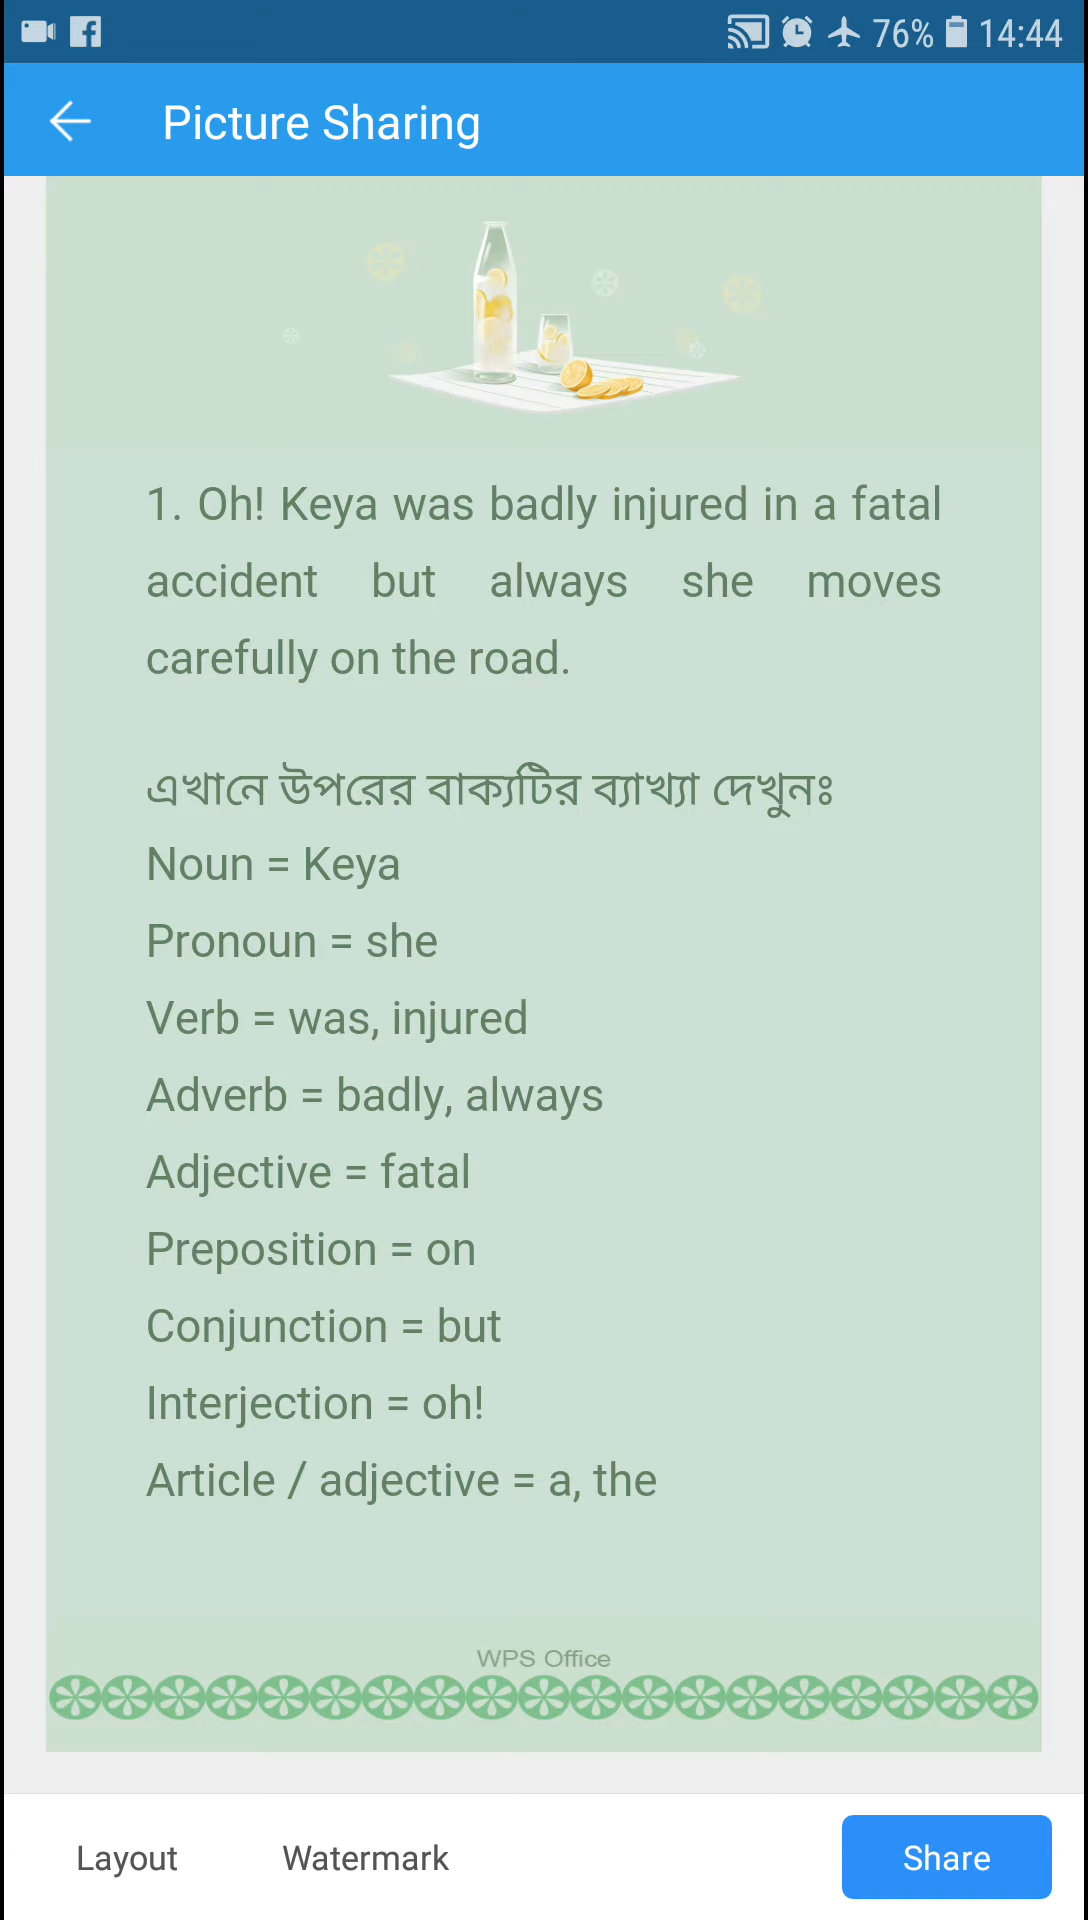 76% 14:44
Picture Sharing
1. Oh! Keya was badly injured in a fatal
accident but always she moves
carefully on the road.
এখানে উপরের বাক্যটির ব্যাখ্যা দেখুনঃ
Noun = Keya
Pronoun = she
Verb = was, injured
Adverb = badly, always
Adjective = fatal
Preposition = on
Conjunction = but
Interjection = oh!
Article / adjective = a, the
WPS Office
Layout Watermark Share